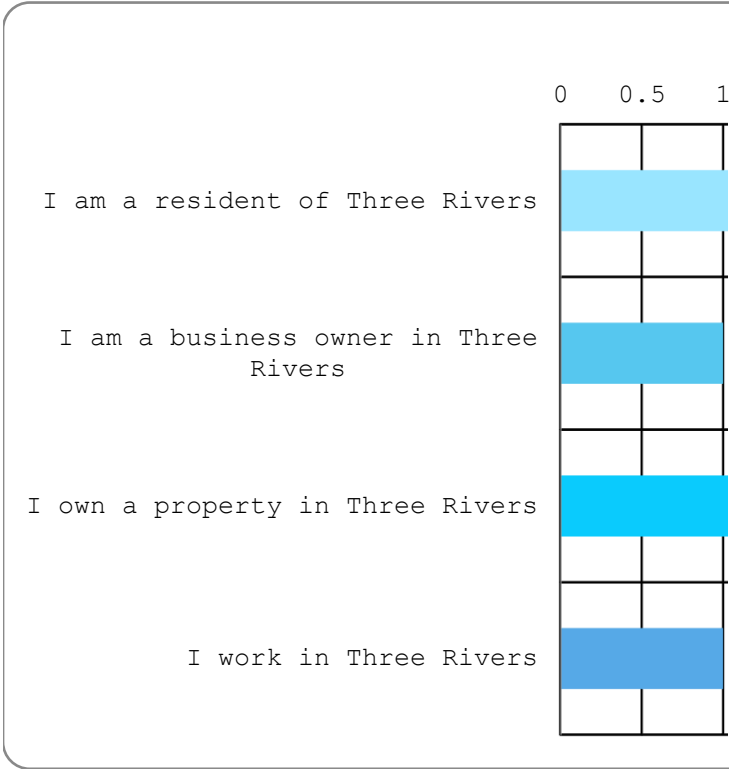 0 0.5 1
I am a resident of Three Rivers
I am a business owner in Three
Rivers
I own a property in Three Rivers
I work in Three Rivers